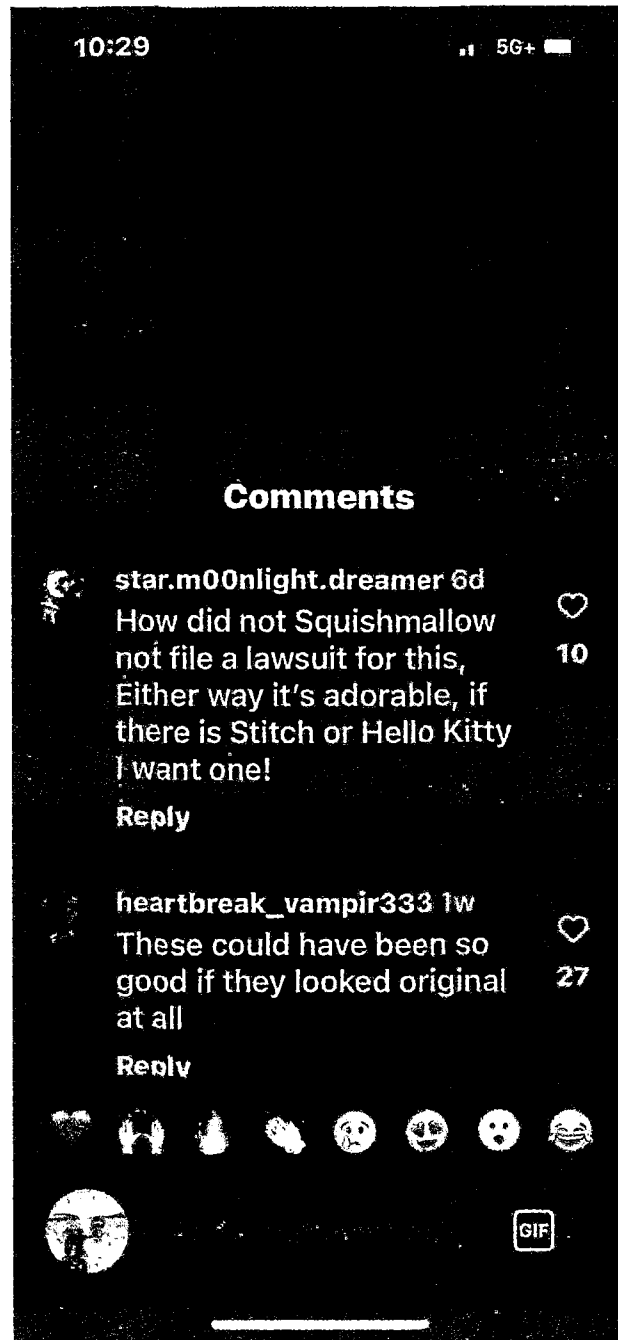 10:29 5G+
Comments
star.m00nlight.dreamer 6d
How did not Squishmallow
not file a lawsuit for this,
10
Either way it's adorable, if
there is Stitch or Hello Kitty
I want one!
Reply
heartbreak_vampir333 1w
These could have been so
good if they looked original
27
at all
Reply
GIF